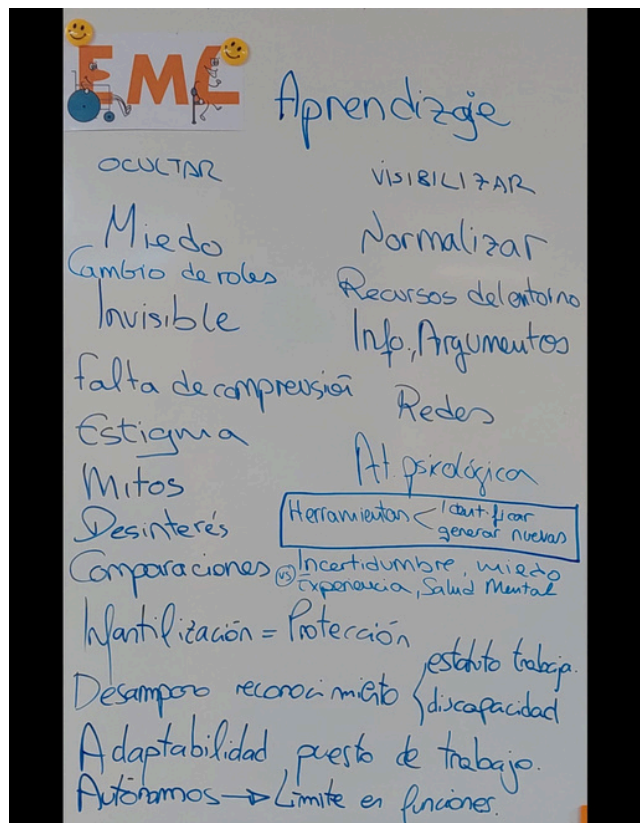 EMC
Aprendizaje
OCULTAR
Miedo
Cambio de roles
Invisible
falta de comprensión
Estigma
Mitos
Desinterés
Comparaciones
VISIBILIZAR
Normalizar
Recursos del entorno
Info., Argumentos
Redes
At. psicológica
Herramientas < Identificar
generar nuevas
vs Incertidumbre, miedo
Experiencia, Salud Mental
Infantilización = Protección
Desamparo reconocimiento { estatuto trabaja.
discapacidad
Adaptabilidad puesto de trabajo.
Autónomos → Límite en funciones.